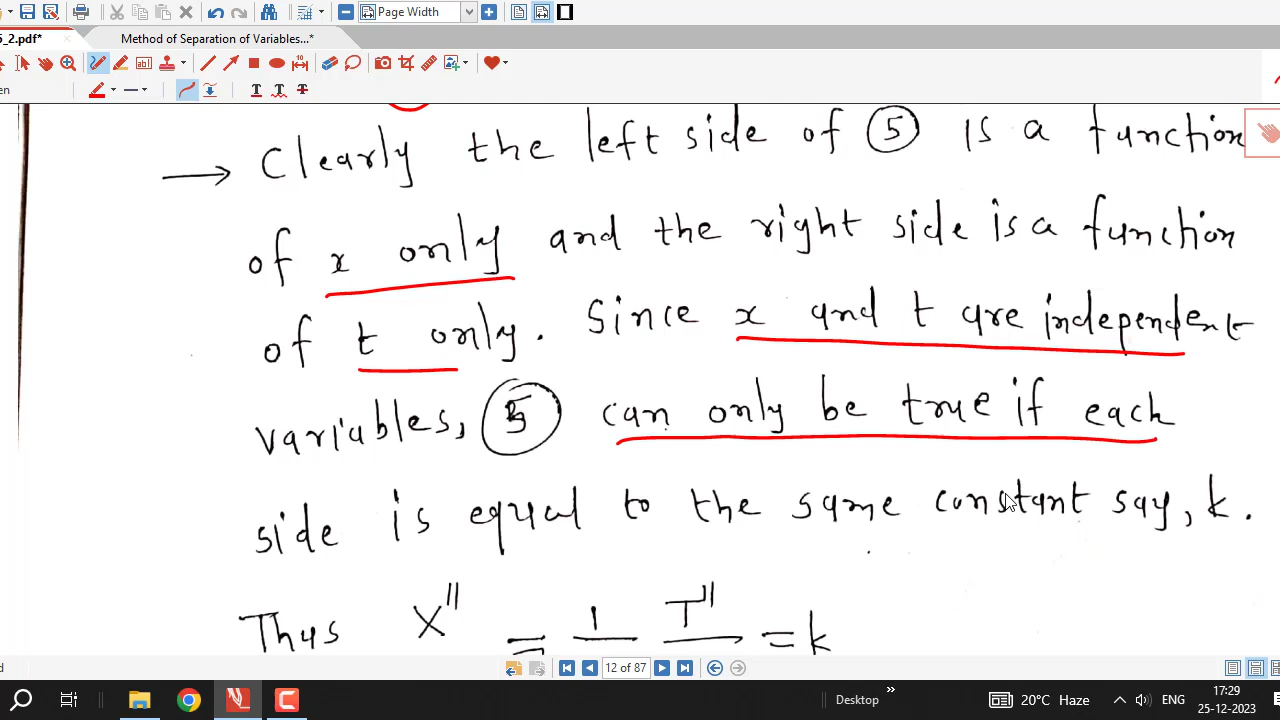 Page Width
5_2.pdf*
Method of Separation of Variables...*
en
→ Clearly the left side of ⑤ is a function
of x only and the right side is a function
of t only. Since x and t are independent
variables, ⑤ can only be true if each
side is equal to the same constant say, k.
Thus X'' = 1 T'' = k
d
12 of 87
Desktop
»
20°C Haze
ENG
17:29
25-12-2023